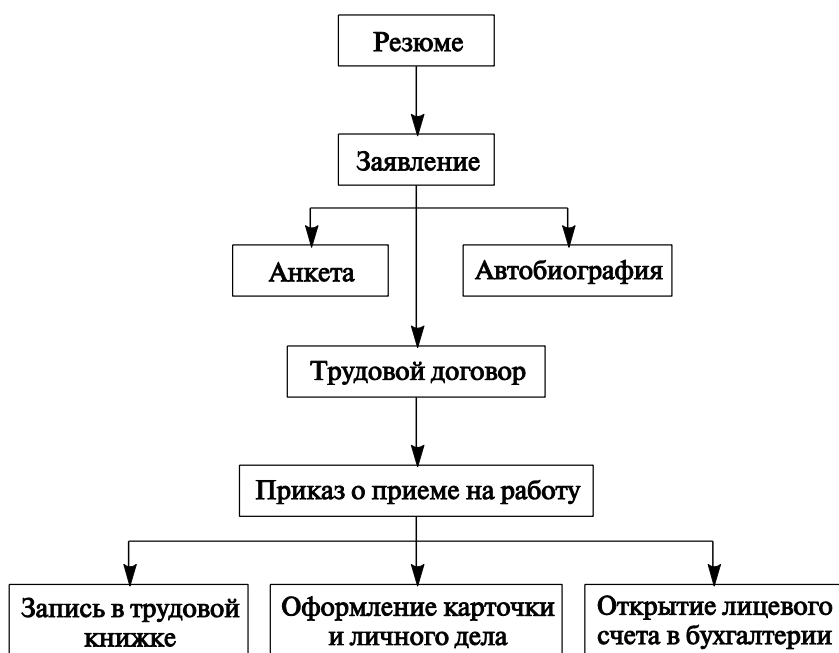 Резюме
Заявление
Анкета
Автобиография
Трудовой договор
Приказ о приеме на работу
Запись в трудовой
книжке
Оформление карточки
и личного дела
Открытие лицевого
счета в бухгалтерии